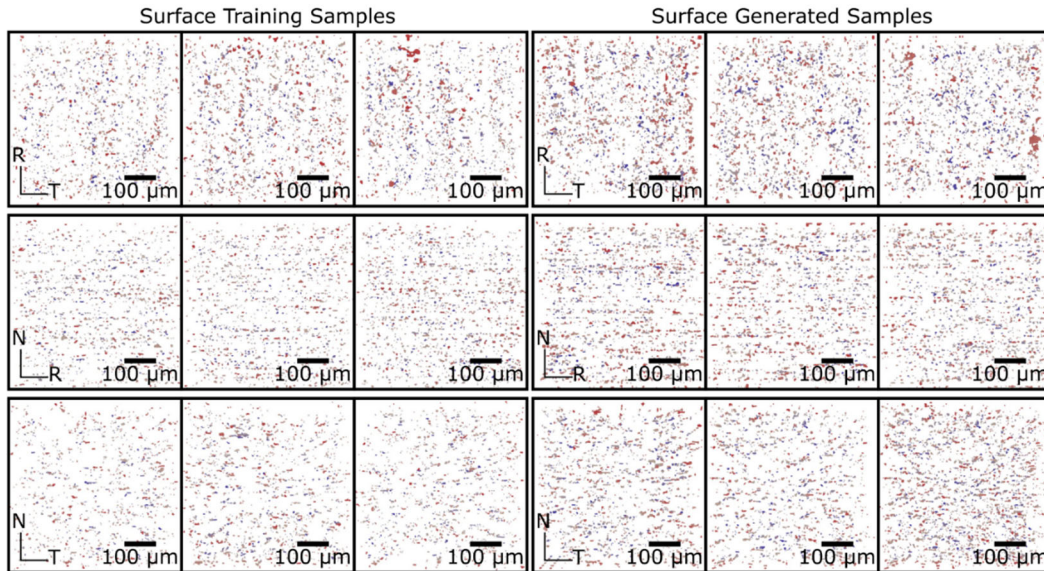 Surface Training Samples Surface Generated Samples
R
T 100 µm 100 µm 100 µm R T 100 µm 100 µm 100 µm
N
R 100 µm 100 µm 100 µm N R 100 µm 100 µm 100 µm
N
T 100 µm 100 µm 100 µm N T 100 µm 100 µm 100 µm